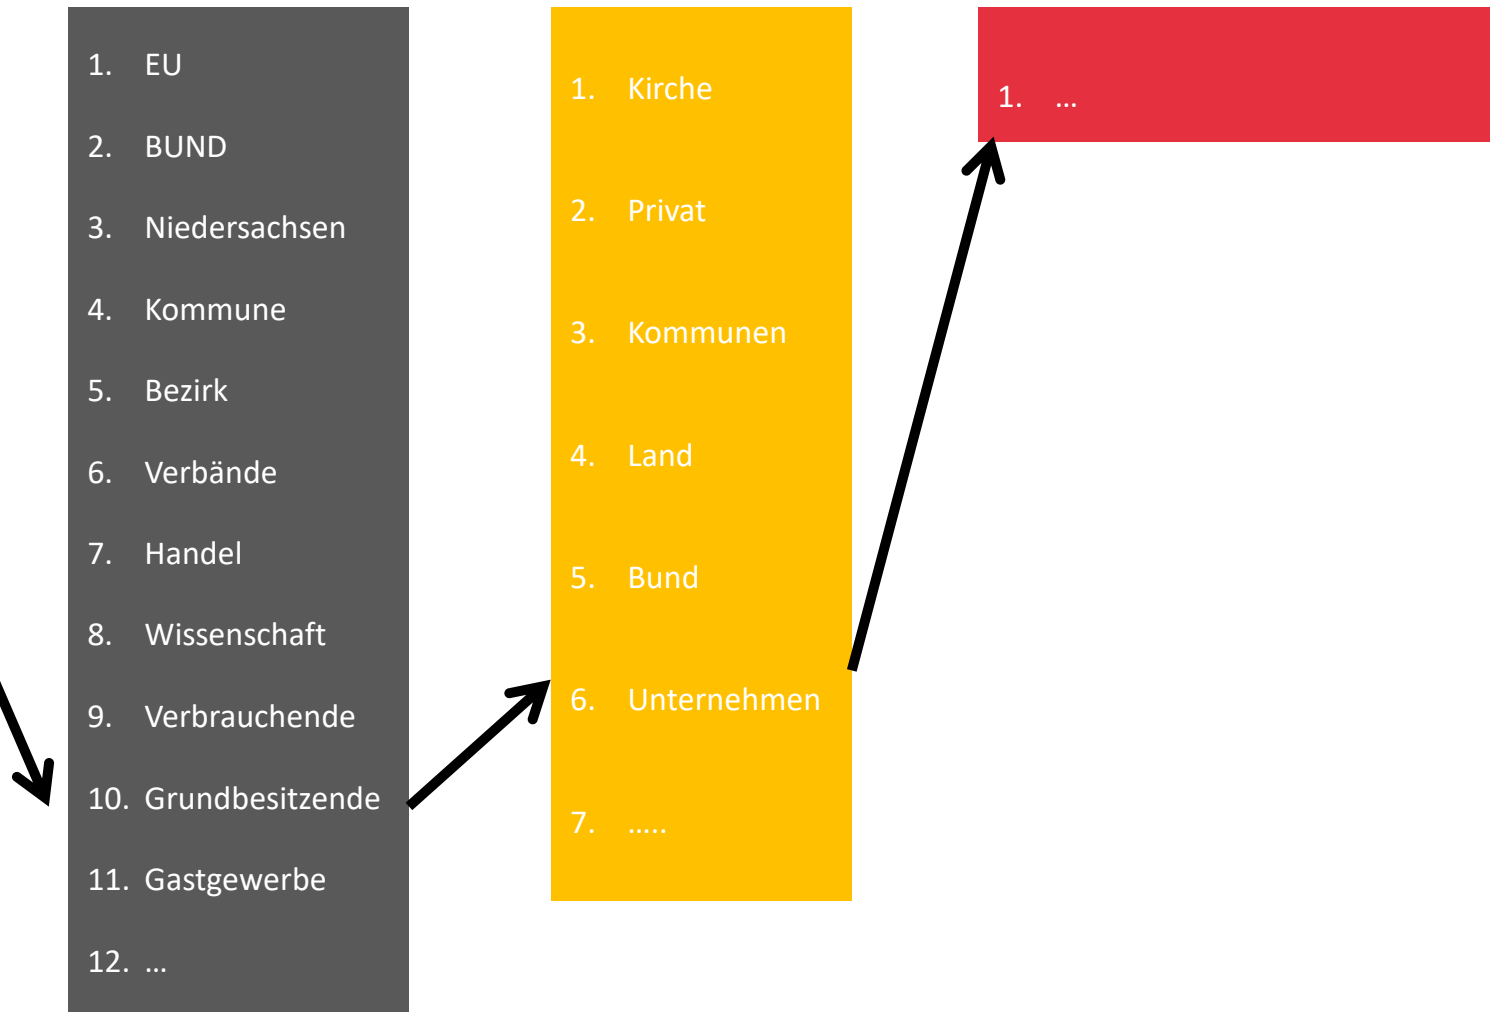 1. EU
2. BUND
3. Niedersachsen
4. Kommune
5. Bezirk
6. Verbände
7. Handel
8. Wissenschaft
9. Verbrauchende
10. Grundbesitzende
11. Gastgewerbe
12. …
1. Kirche
2. Privat
3. Kommunen
4. Land
5. Bund
6. Unternehmen
7. …..
1. …